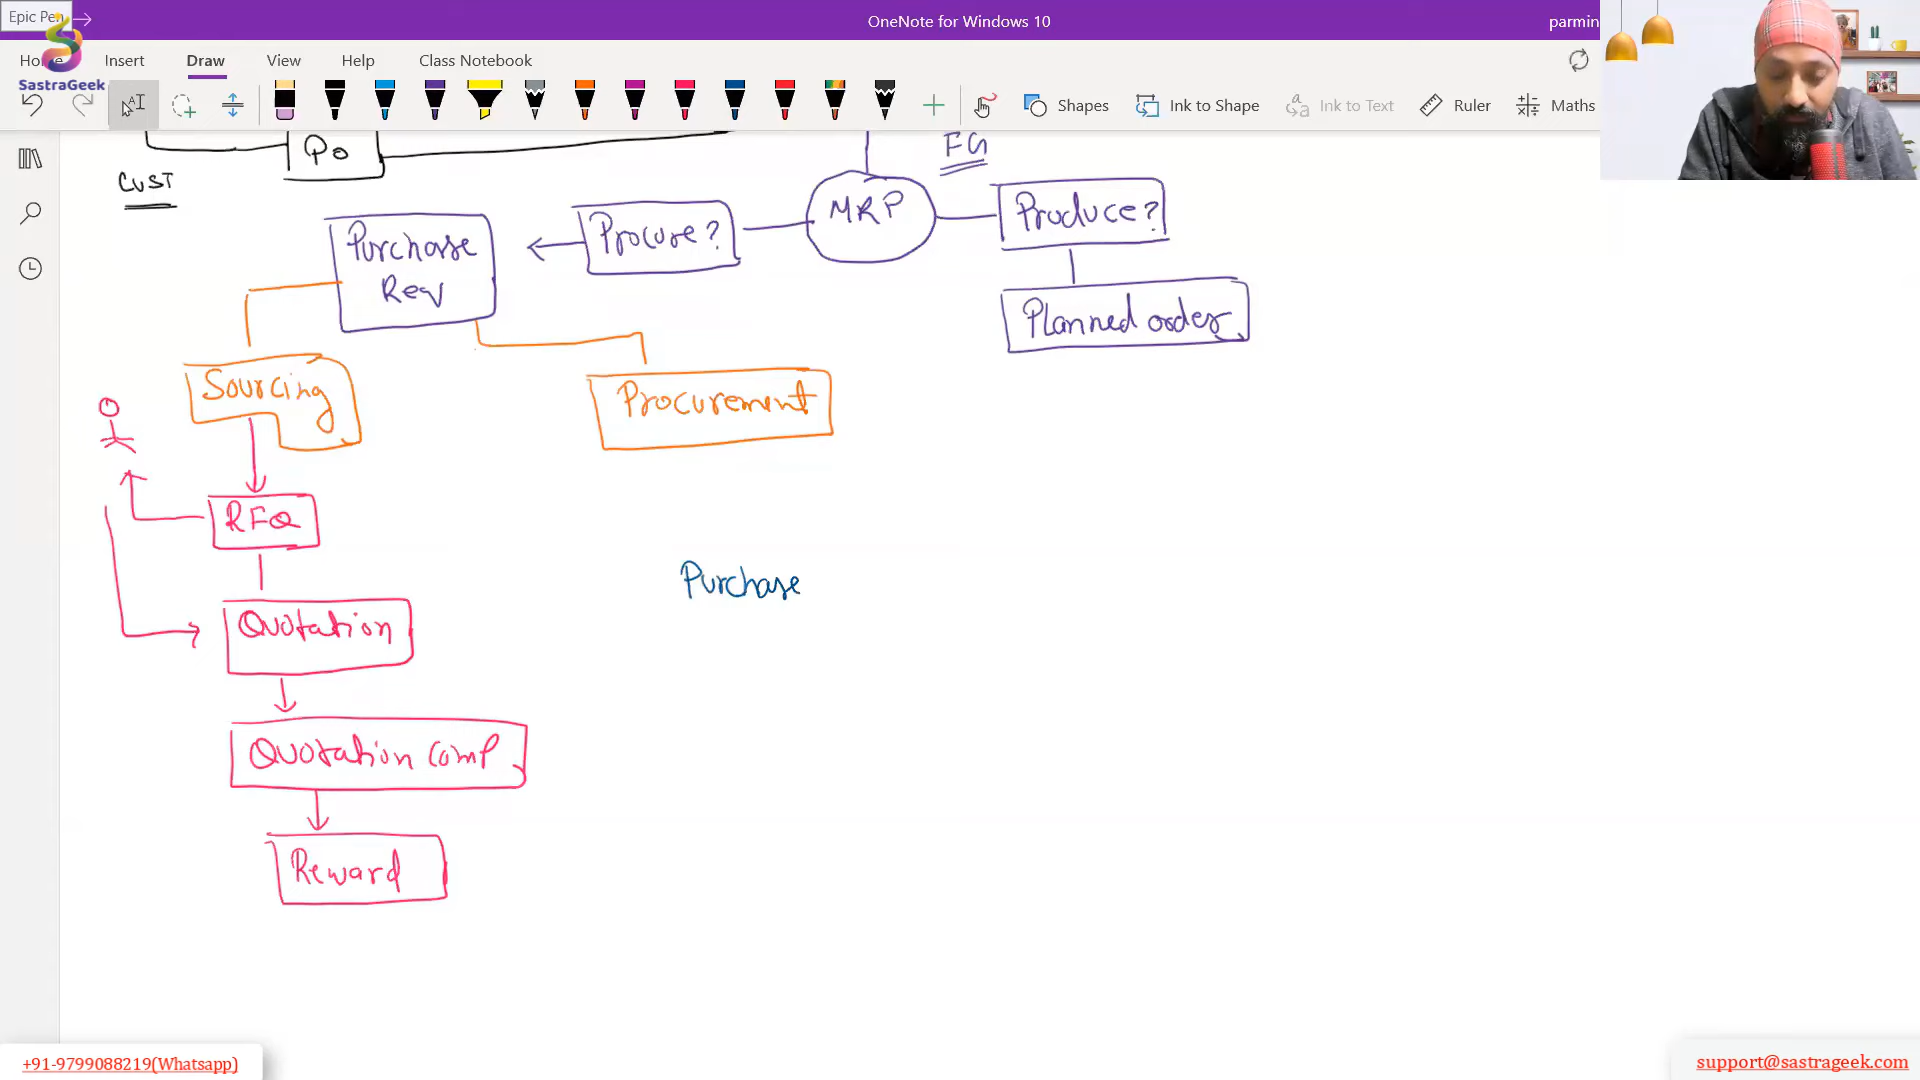 Epic Pen
OneNote for Windows 10
parmin
Home
Insert
Draw
View
Help
Class Notebook
SastraGeek
Shapes
Ink to Shape
Ink to Text
Ruler
Maths
PO
CUST
FG
MRP
Produce?
Procure?
Purchase
Req
Planned order
Sourcing
Procurement
RFQ
Purchase
Quotation
Quotation Comp
Reward
+91-9799088219(Whatsapp)
support@sastrageek.com